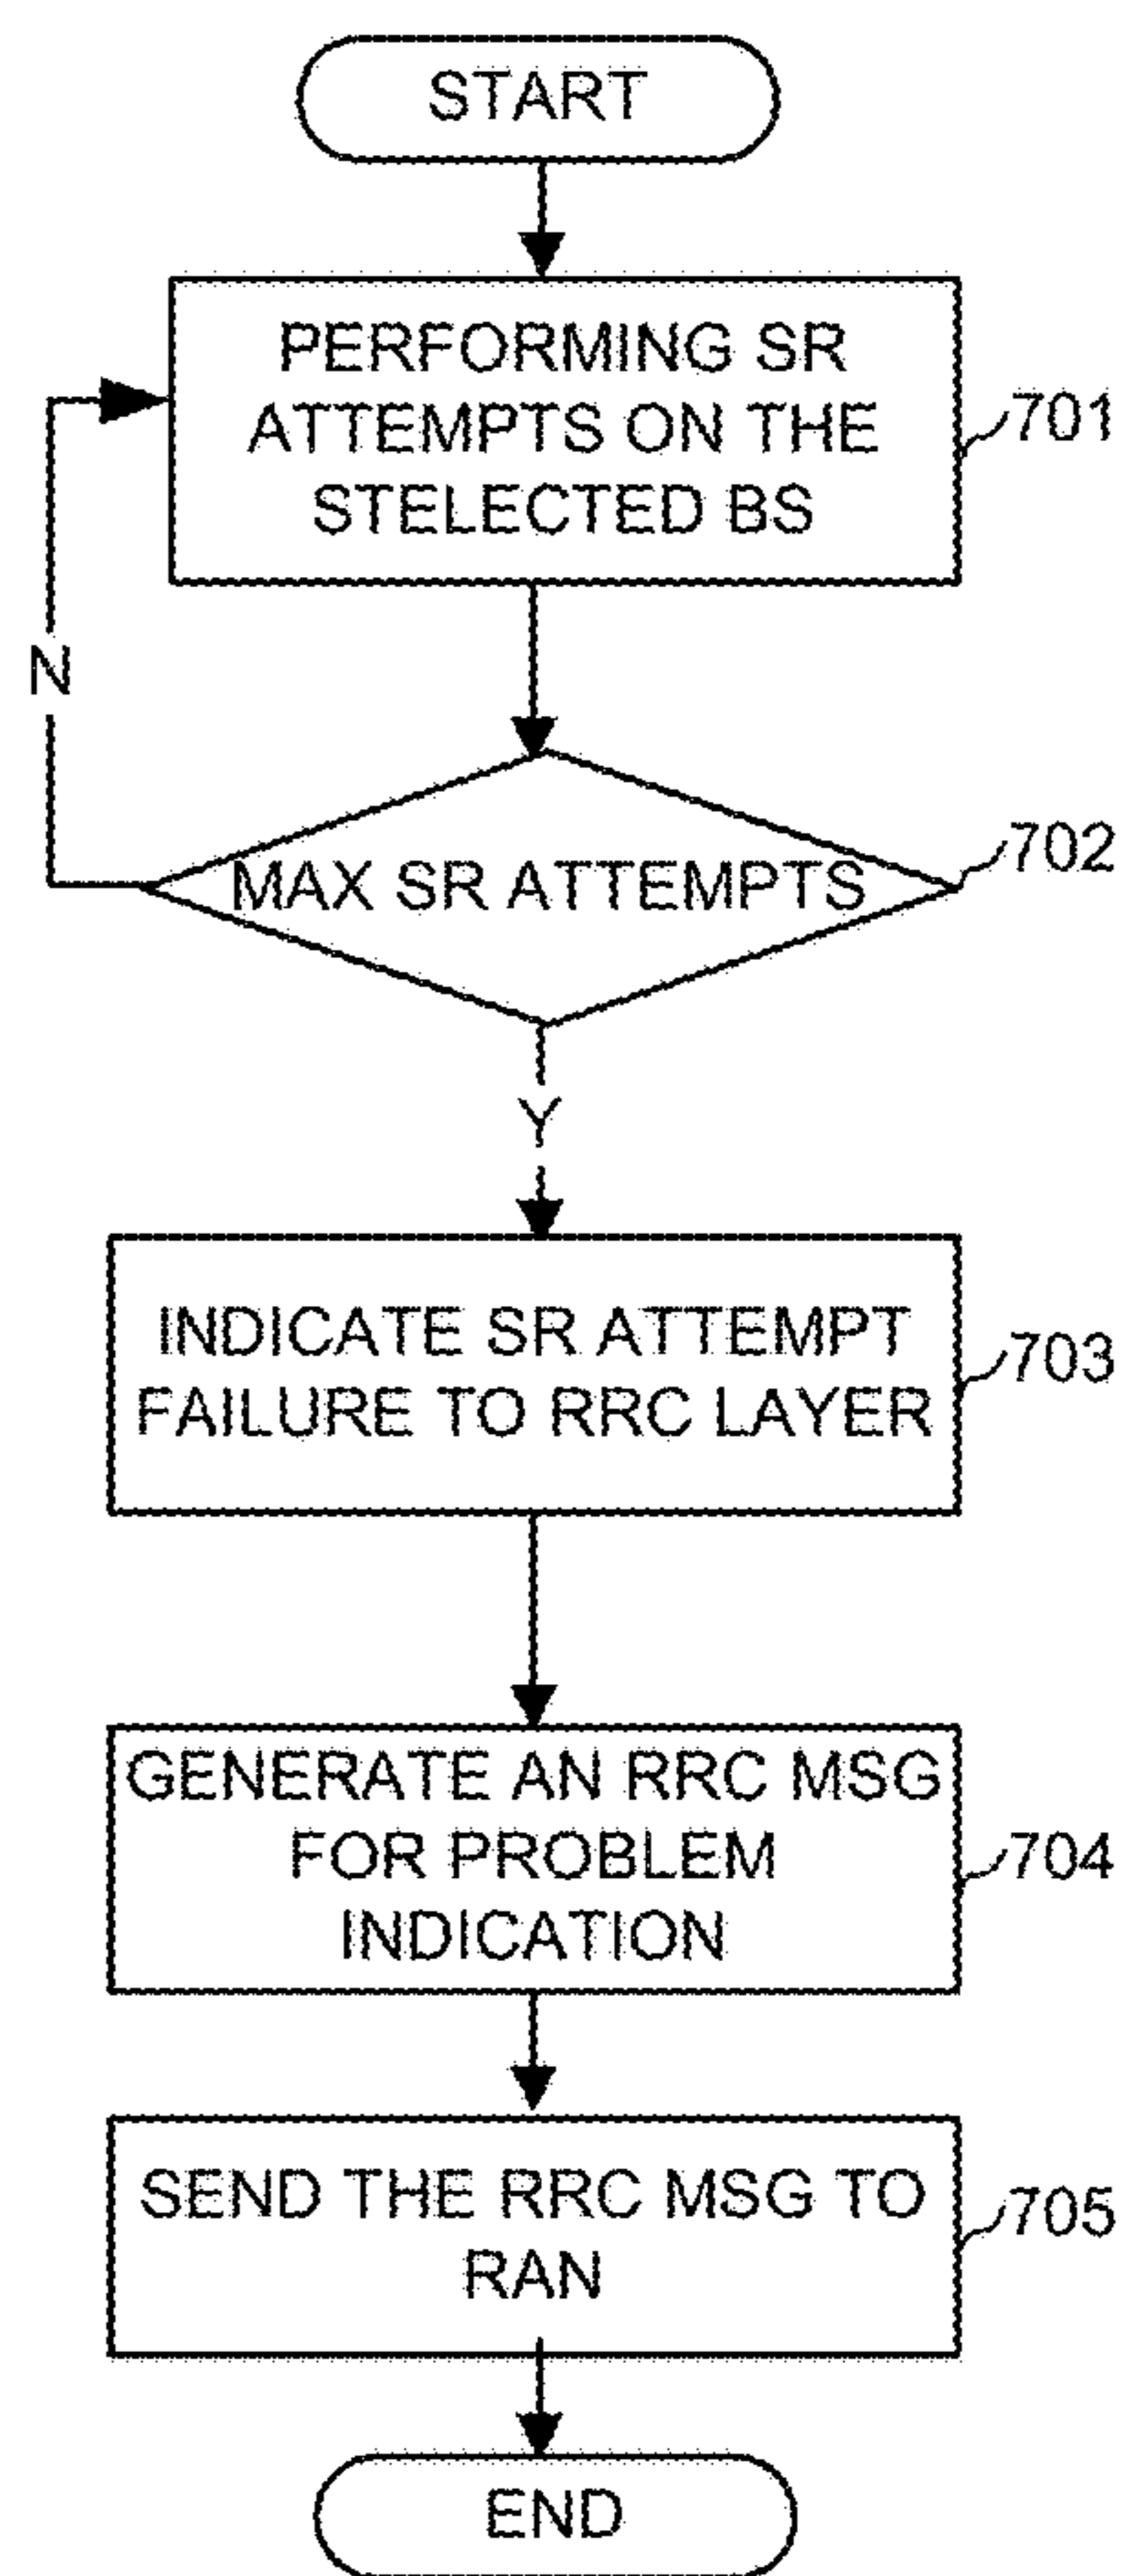 START
PERFORMING SR
ATTEMPTS ON THE
STELECTED BS
701
N
MAX SR ATTEMPTS
702
Y
INDICATE SR ATTEMPT
FAILURE TO RRC LAYER
703
GENERATE AN RRC MSG
FOR PROBLEM
INDICATION
704
SEND THE RRC MSG TO
RAN
705
END